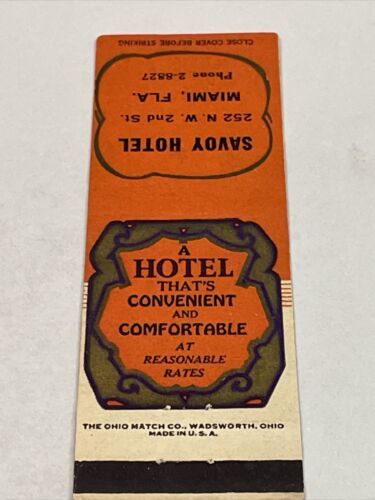 CLOSE COVER BEFORE STRIKING
SAVOY HOTEL
252 N. W. 2nd St.
MIAMI, FLA.
Phone 2-8827
A
HOTEL
THAT'S
CONVENIENT
AND
COMFORTABLE
AT
REASONABLE
RATES
THE OHIO MATCH CO., WADSWORTH, OHIO
MADE IN U. S. A.